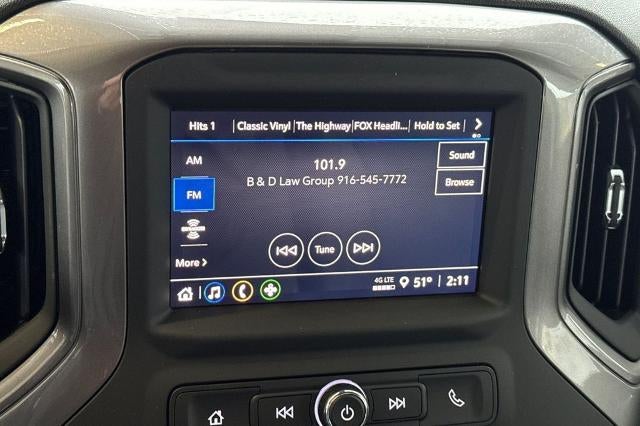 Hits 1 Classic Vinyl The Highway FOX Headli... Hold to Set
AM
101.9
Sound
B & D Law Group 916-545-7772
FM
Browse
Tune
More
4G LTE
51° 2:11